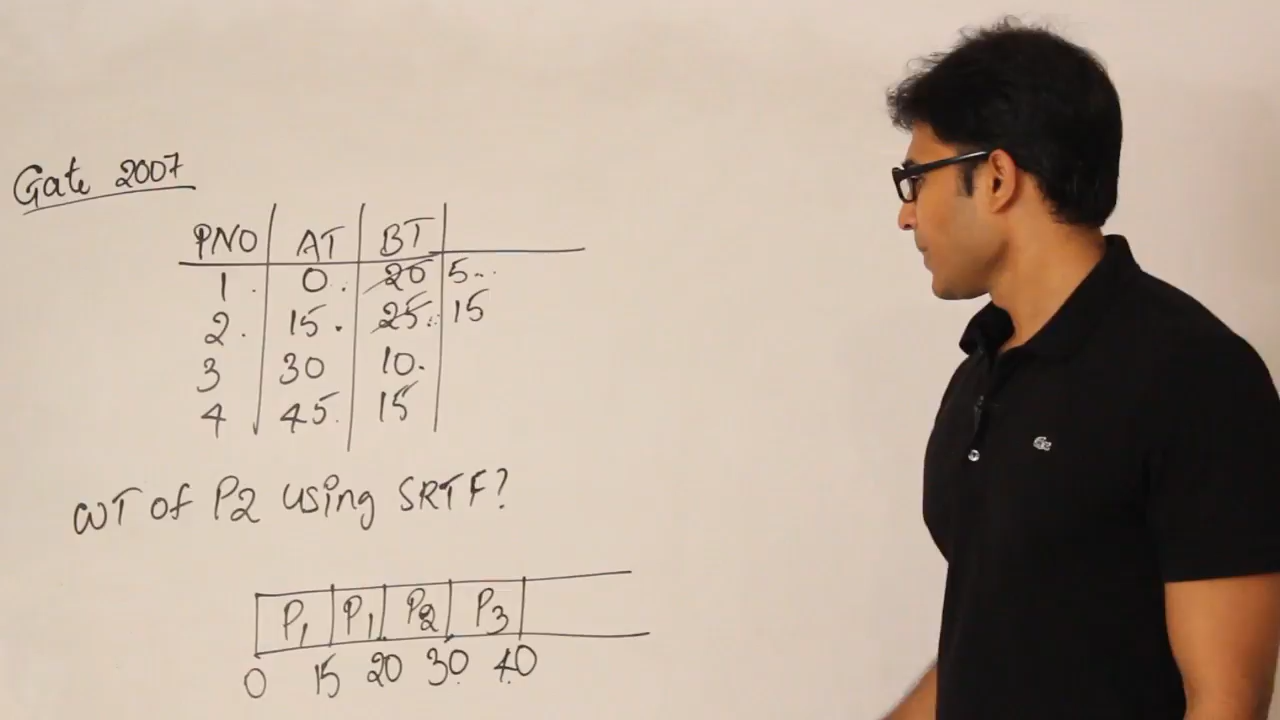 Gate 2007
PNO AT BT
1 0 20 5
2 15 25 15
3 30 10
4 45 15
WT of P2 using SRTF?
P1 P1 P2 P3
0 15 20 30 40